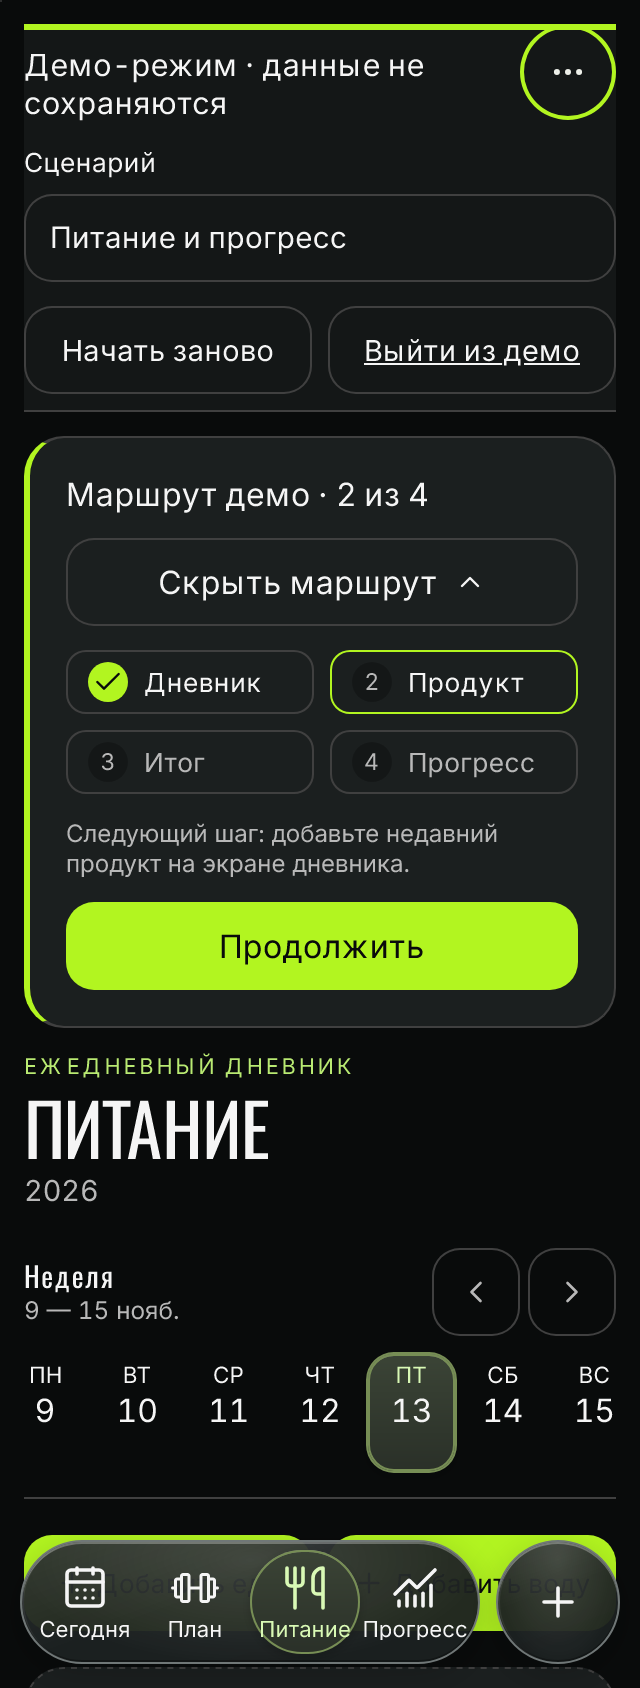 Демо-режим · данные не
сохраняются
Сценарий
Питание и прогресс
Начать заново
Выйти из демо
Маршрут демо · 2 из 4
Скрыть маршрут
Дневник
2 Продукт
3 Итог
4 Прогресс
Следующий шаг: добавьте недавний
продукт на экране дневника.
Продолжить
ЕЖЕДНЕВНЫЙ ДНЕВНИК
ПИТАНИЕ
2026
Неделя
9 — 15 нояб.
ПН ВТ СР ЧТ ПТ СБ ВС
9 10 11 12 13 14 15
воду
Сегодня План Питание Прогресс